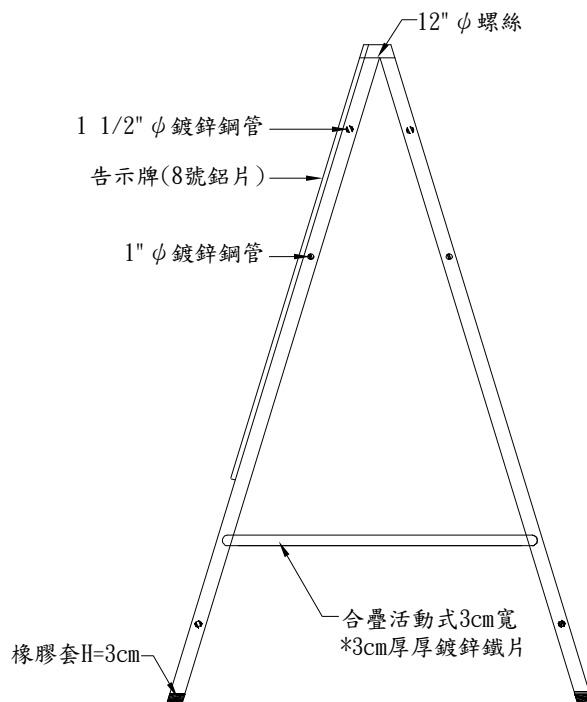 12" φ螺絲
1 1/2" φ鍍鋅鋼管
告示牌(8號鋁片)
1" φ鍍鋅鋼管
合疊活動式3cm寬
*3cm厚厚鍍鋅鐵片
橡膠套H=3cm